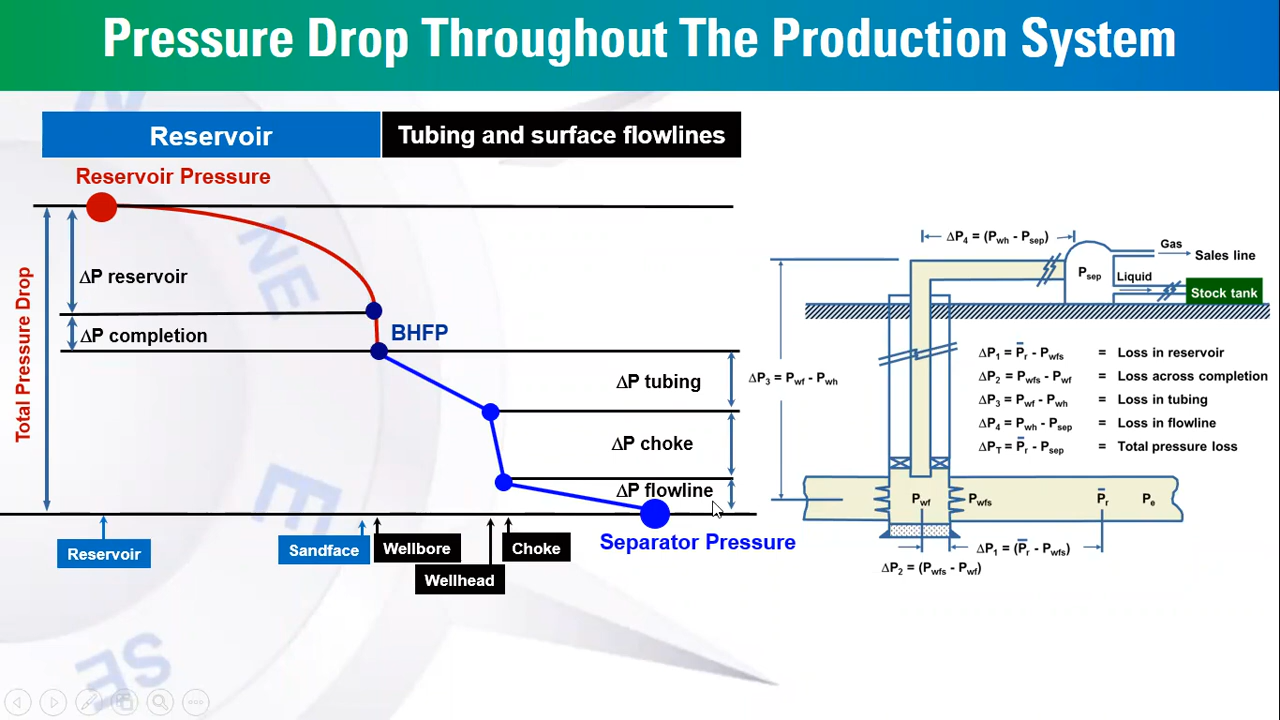 Pressure Drop Throughout The Production System
Reservoir
Tubing and surface flowlines
Reservoir Pressure
Total Pressure Drop
ΔP reservoir
ΔP completion
BHFP
ΔP tubing
ΔP choke
ΔP flowline
Separator Pressure
Reservoir
Sandface
Wellbore
Wellhead
Choke
ΔP4 = (Pwh - Psep)
Gas
Sales line
Psep
Liquid
Stock tank
ΔP3 = Pwf - Pwh
ΔP1 = P̄r - Pwfs = Loss in reservoir
ΔP2 = Pwfs - Pwf = Loss across completion
ΔP3 = Pwf - Pwh = Loss in tubing
ΔP4 = Pwh - Psep = Loss in flowline
ΔPT = P̄r - Psep = Total pressure loss
Pwf
Pwfs
P̄r
Pe
ΔP1 = (P̄r - Pwfs)
ΔP2 = (Pwfs - Pwf)
NE
E
SE